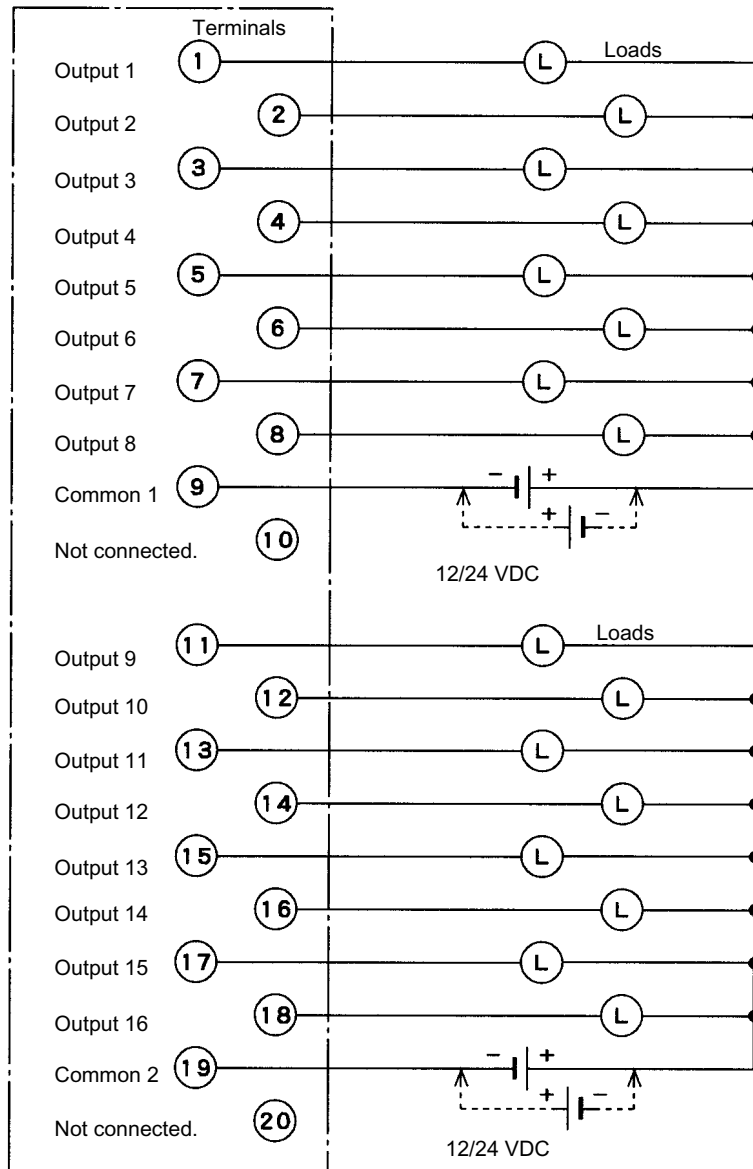 Terminals
Output 1 1 L Loads
Output 2 2 L
Output 3 3 L
Output 4 4 L
Output 5 5 L
Output 6 6 L
Output 7 7 L
Output 8 8 L
Common 1 9 - +
+ -
Not connected. 10
12/24 VDC
Output 9 11 L Loads
Output 10 12 L
Output 11 13 L
Output 12 14 L
Output 13 15 L
Output 14 16 L
Output 15 17 L
Output 16 18 L
Common 2 19 - +
+ -
Not connected. 20
12/24 VDC